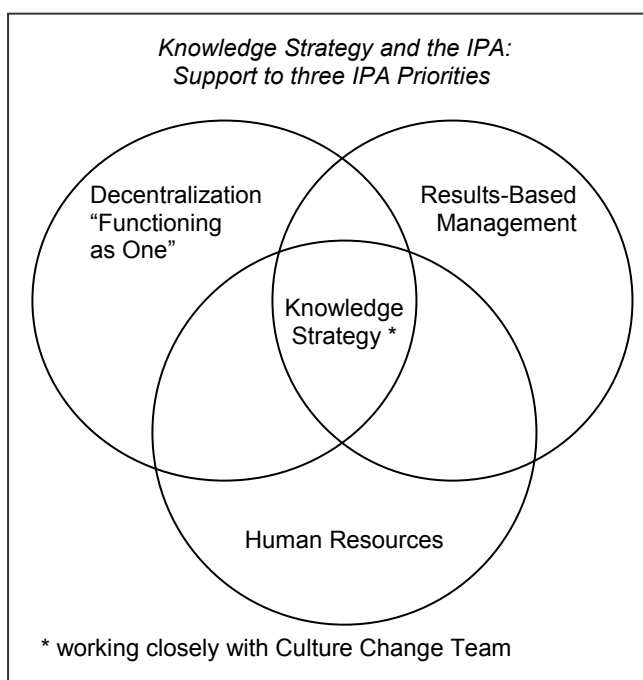 Knowledge Strategy and the IPA:
Support to three IPA Priorities
Decentralization
“Functioning
as One”
Results-Based
Management
Knowledge
Strategy *
Human Resources
* working closely with Culture Change Team